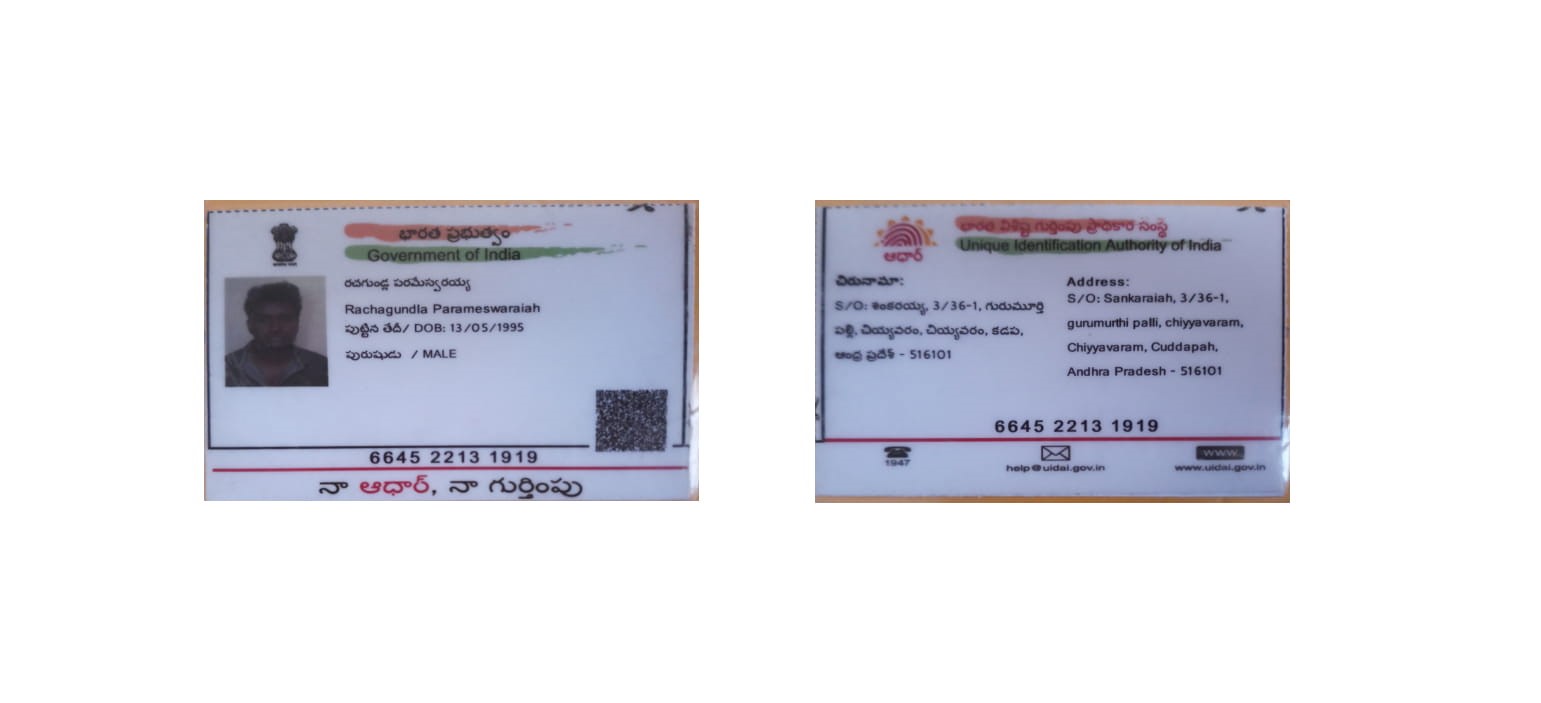 భారత ప్రభుత్వం
Government of India
రచగుండ్ల పరమేస్వరయ్య
Rachagundla Parameswaraiah
పుట్టిన తేదీ/ DOB: 13/05/1995
పురుషుడు / MALE
6645 2213 1919
నా ఆధార్, నా గుర్తింపు
భారత విశిష్ట గుర్తింపు ప్రాధికార సంస్థ
Unique Identification Authority of India
ఆధార్
చిరునామా:
S/O: శంకరయ్య, 3/36-1, గురుమూర్తి
పల్లి, చియ్యవరం, చియ్యవరం, కడప,
ఆంధ్ర ప్రదేశ్ - 516101
Address:
S/O: Sankaraiah, 3/36-1,
gurumurthi palli, chiyyavaram,
Chiyyavaram, Cuddapah,
Andhra Pradesh - 516101
6645 2213 1919
1947
help@uidai.gov.in
www.
www.uidai.gov.in